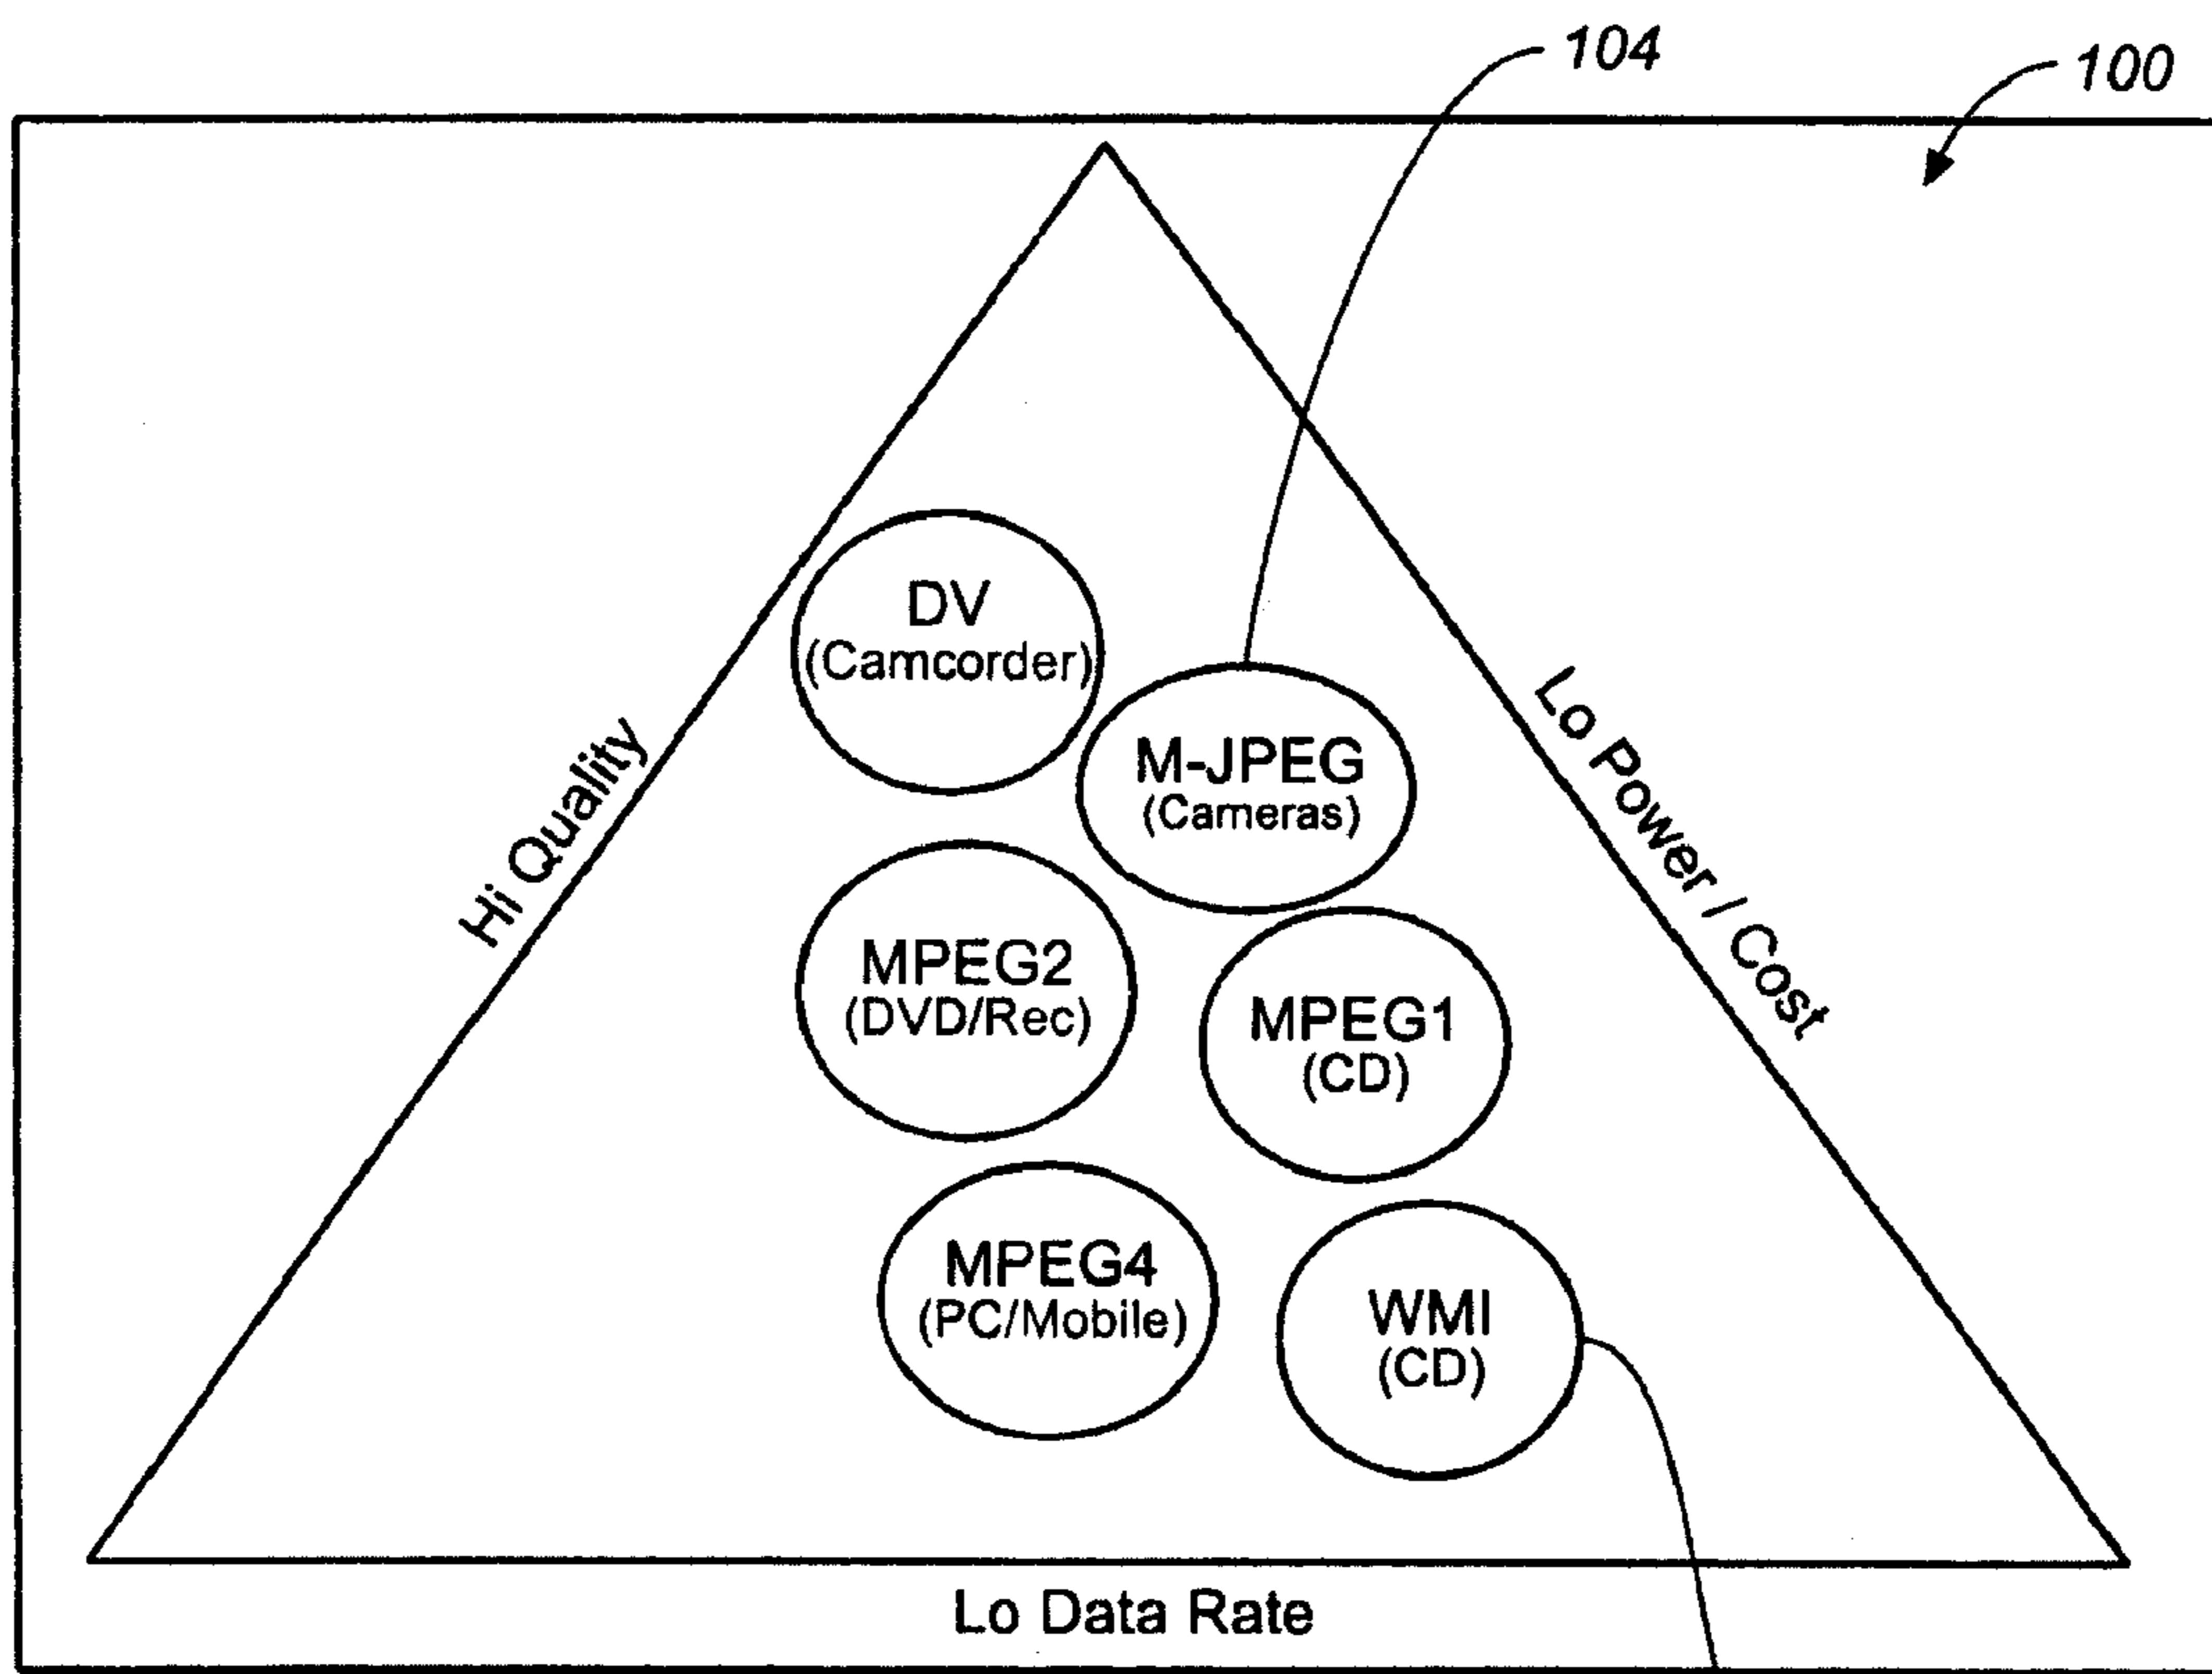 104
100
DV
(Camcorder)
M-JPEG
(Cameras)
Hi Quality
Lo Power / Cost
MPEG2
(DVD/Rec)
MPEG1
(CD)
MPEG4
(PC/Mobile)
WMI
(CD)
Lo Data Rate